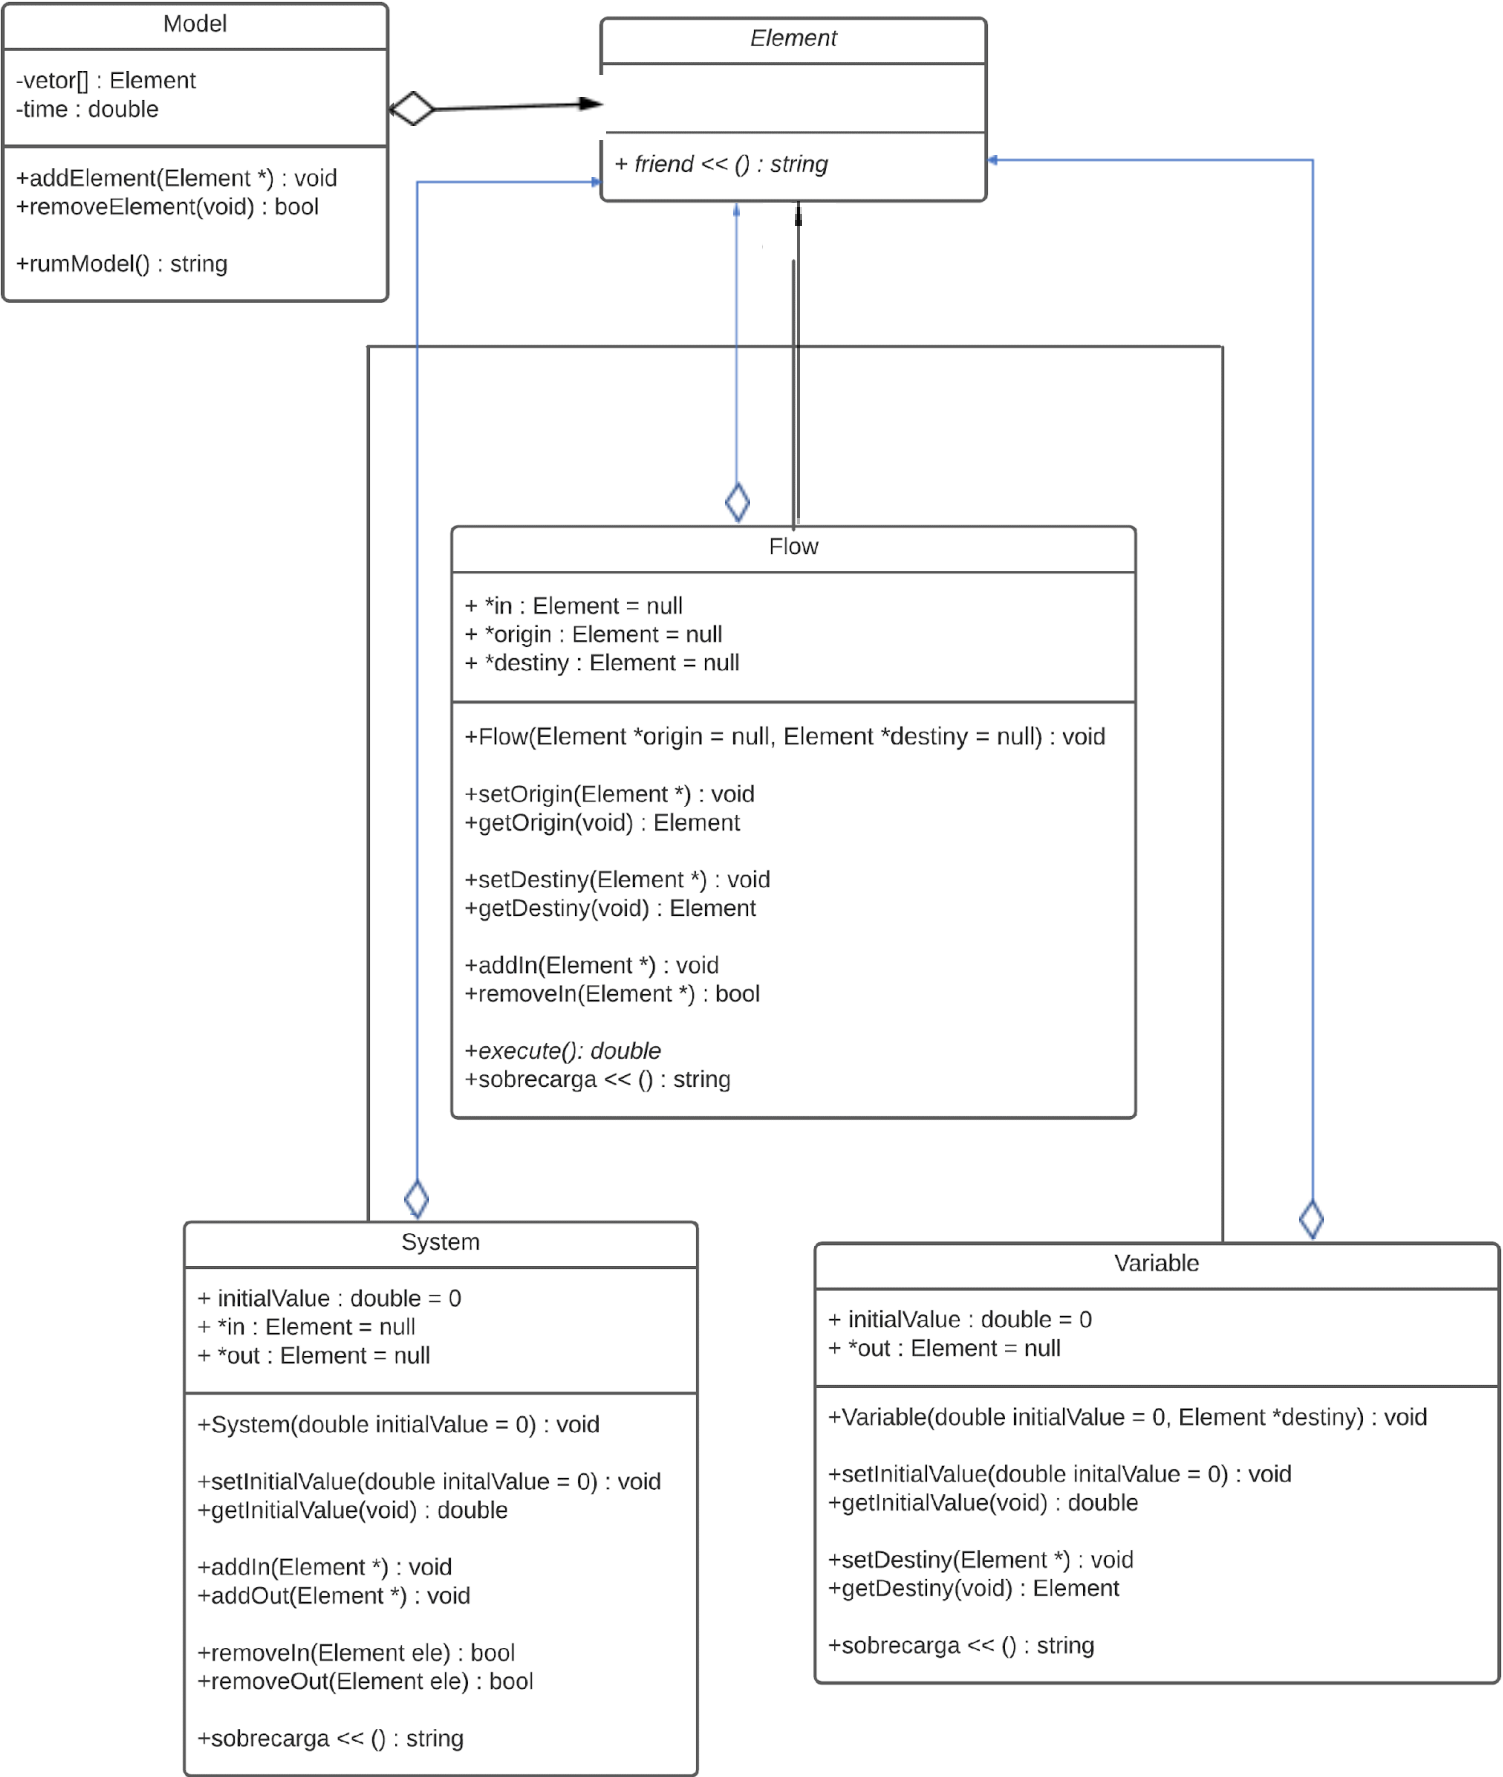 Model
-vetor[] : Element
-time : double
+addElement(Element *) : void
+removeElement(void) : bool
+rumModel() : string
Element
+ friend << () : string
Flow
+ *in : Element = null
+ *origin : Element = null
+ *destiny : Element = null
+Flow(Element *origin = null, Element *destiny = null) : void
+setOrigin(Element *) : void
+getOrigin(void) : Element
+setDestiny(Element *) : void
+getDestiny(void) : Element
+addIn(Element *) : void
+removeIn(Element *) : bool
+execute(): double
+sobrecarga << () : string
System
+ initialValue : double = 0
+ *in : Element = null
+ *out : Element = null
+System(double initialValue = 0) : void
+setInitialValue(double initalValue = 0) : void
+getInitialValue(void) : double
+addIn(Element *) : void
+addOut(Element *) : void
+removeIn(Element ele) : bool
+removeOut(Element ele) : bool
+sobrecarga << () : string
Variable
+ initialValue : double = 0
+ *out : Element = null
+Variable(double initialValue = 0, Element *destiny) : void
+setInitialValue(double initalValue = 0) : void
+getInitialValue(void) : double
+setDestiny(Element *) : void
+getDestiny(void) : Element
+sobrecarga << () : string